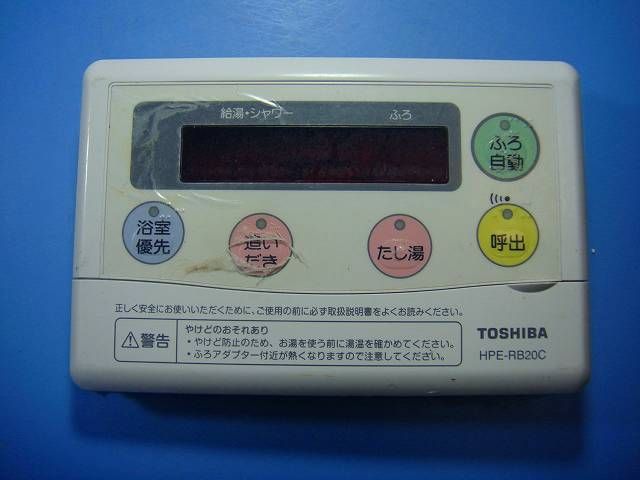 給湯・シャワー ふろ
ふろ
自動
浴室
優先
追い
だき
たし湯
呼出
正しく安全にお使いいただくために、ご使用の前に必ず取扱説明書をよくお読みください。
⚠警告
やけどのおそれあり
・やけど防止のため、お湯を使う前に湯温を確かめてください。
・ふろアダプター付近が熱くなりますので注意してください。
TOSHIBA
HPE-RB20C